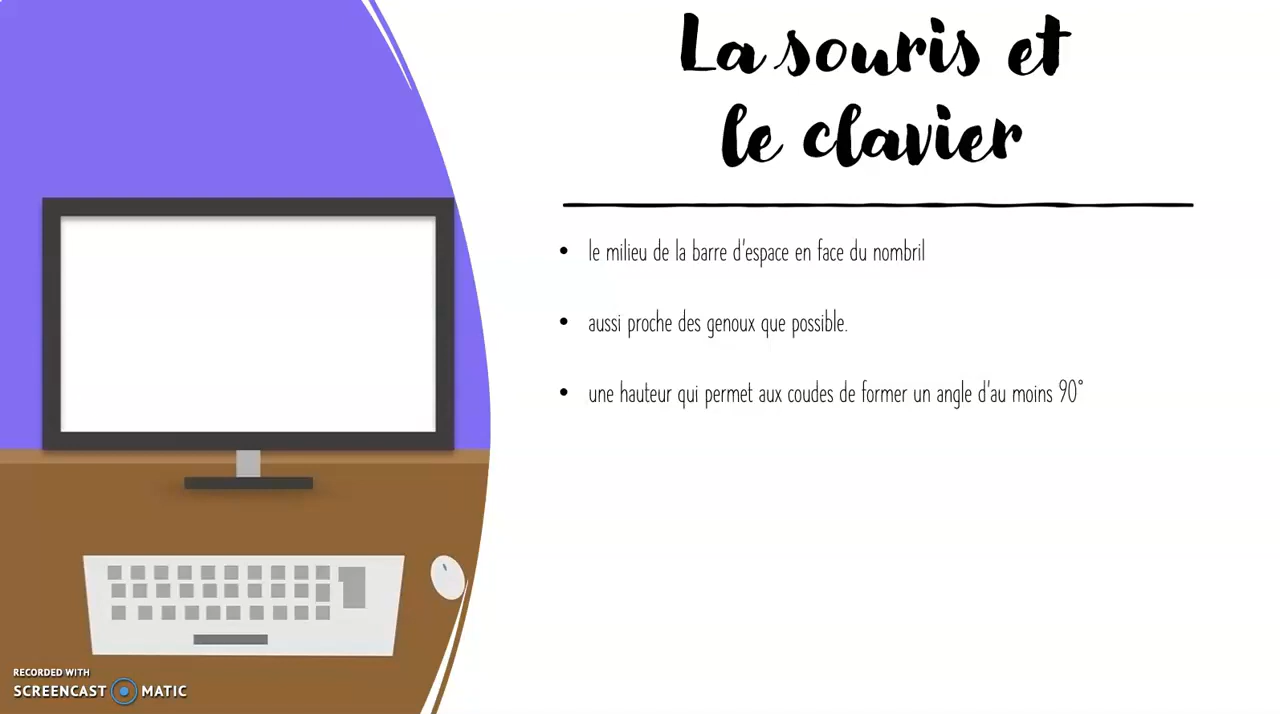 La souris et
le clavier
• le milieu de la barre d'espace en face du nombril
• aussi proche des genoux que possible.
• une hauteur qui permet aux coudes de former un angle d'au moins 90°
RECORDED WITH
SCREENCAST MATIC